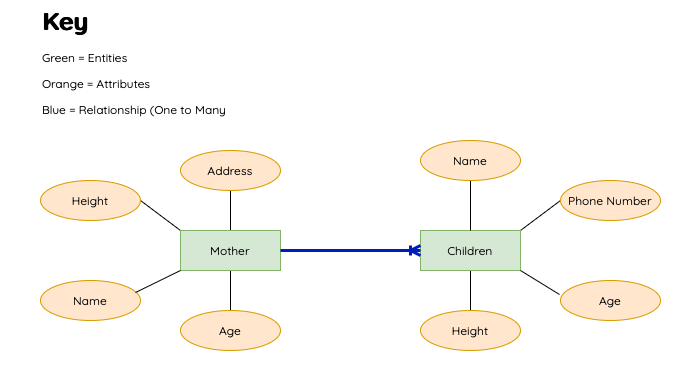 Key
Green = Entities
Orange = Attributes
Blue = Relationship (One to Many
Name
Address
Height
Phone Number
Mother
Children
Name
Age
Age
Height